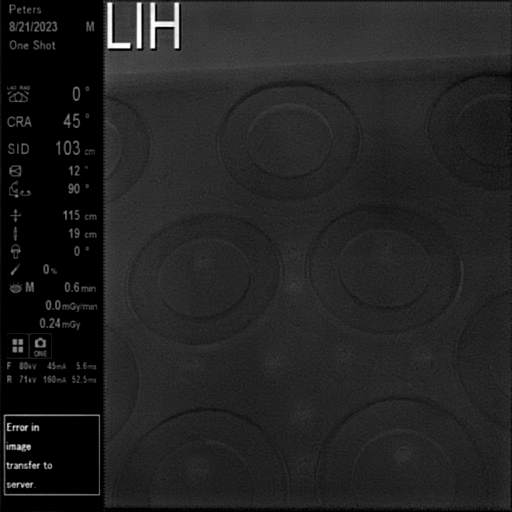 Peters
8/21/2023 M
One Shot
LIH
LAO RAO
0°
CRA 45°
SID 103 cm
12°
90°
115 cm
19 cm
0°
0%
M 0.6 min
0.0 mGy/min
0.24 mGy
ONE
F 80kV 45mA 5.6ms
R 71kV 160mA 52.5ms
Error in
image
transfer to
server.